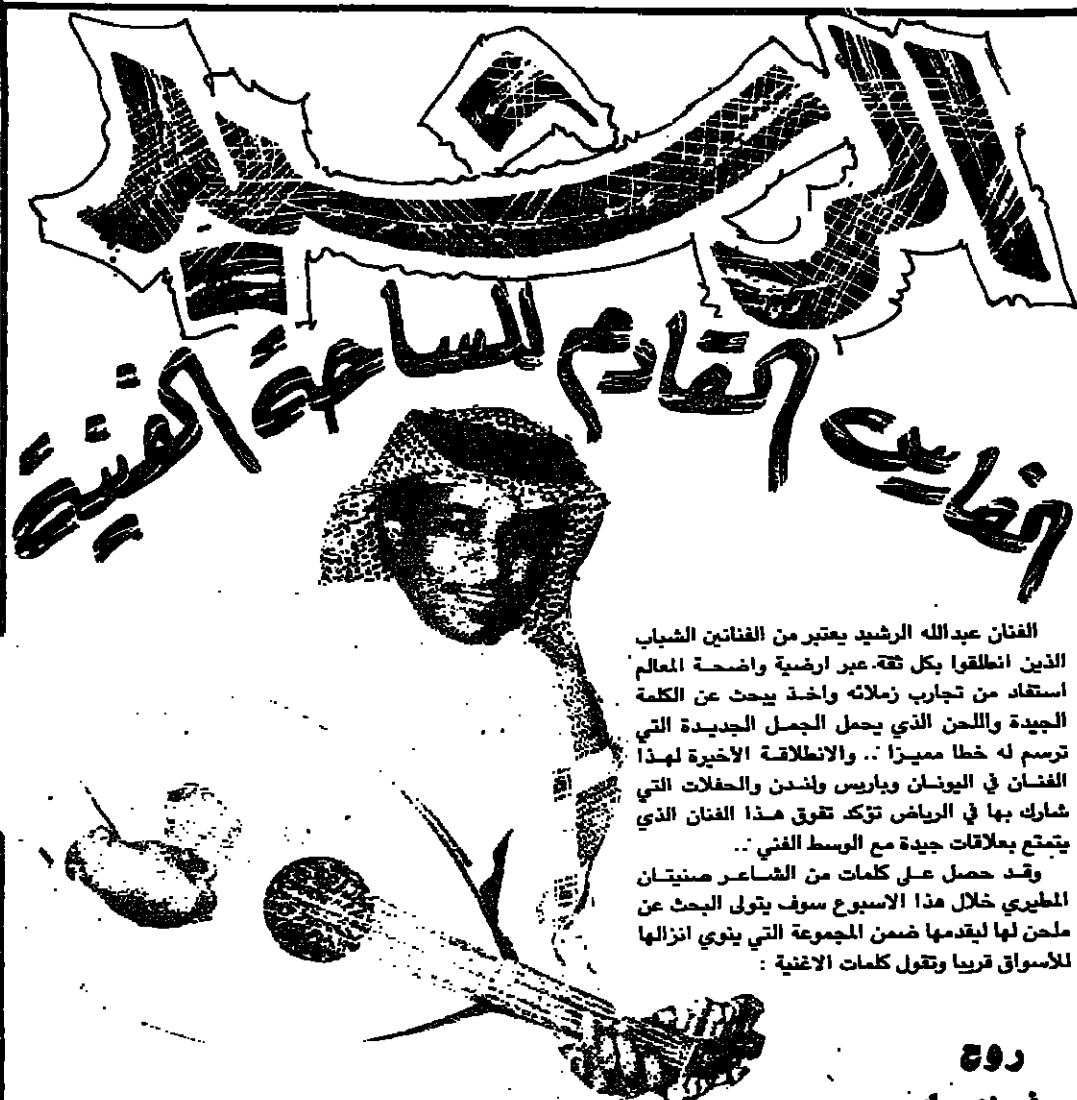 الرشيد
الفارس القادم للساحة الفنية
الفنان عبدالله الرشيد يعتبر من الفنانين الشباب
الذين انطلقوا بكل ثقة عبر ارضية واضحة المعالم
استفاد من تجارب زملائه واخذ يبحث عن الكلمة
الجيدة واللحن الذي يحمل الجمل الجديدة التي
ترسم له خطا مميزا .. والانطلاقة الاخيرة لهذا
الفنان في اليونان وباريس ولندن والحفلات التي
شارك بها في الرياض تؤكد تفوق هذا الفنان الذي
يتمتع بعلاقات جيدة مع الوسط الفني ..
وقد حصل على كلمات من الشاعر صنيتان
المطيري خلال هذا الاسبوع سوف يتولى البحث عن
ملحن لها ليقدمها ضمن المجموعة التي ينوي انزالها
للأسواق قريبا وتقول كلمات الاغنية :
روح